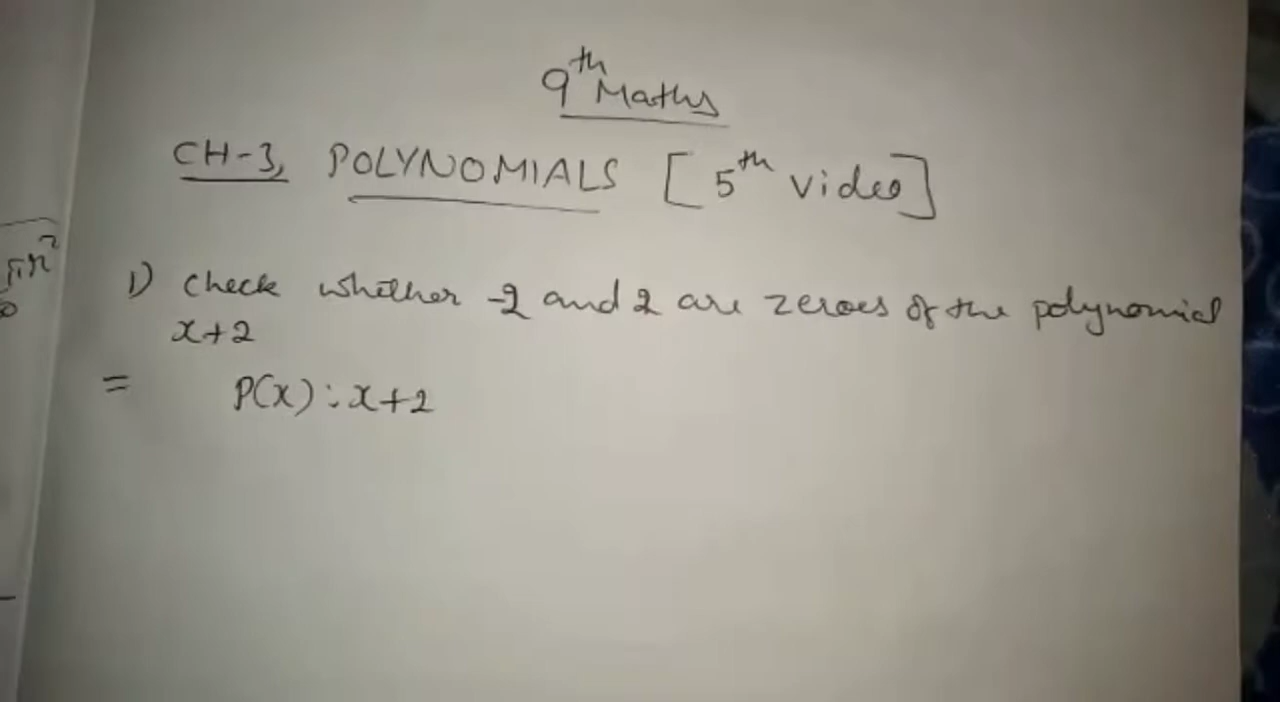 9th Maths
CH-3, POLYNOMIALS [5th video]
1) check whether -2 and 2 are zeroes of the polynomial
x+2
= P(x) : x+2
πr²